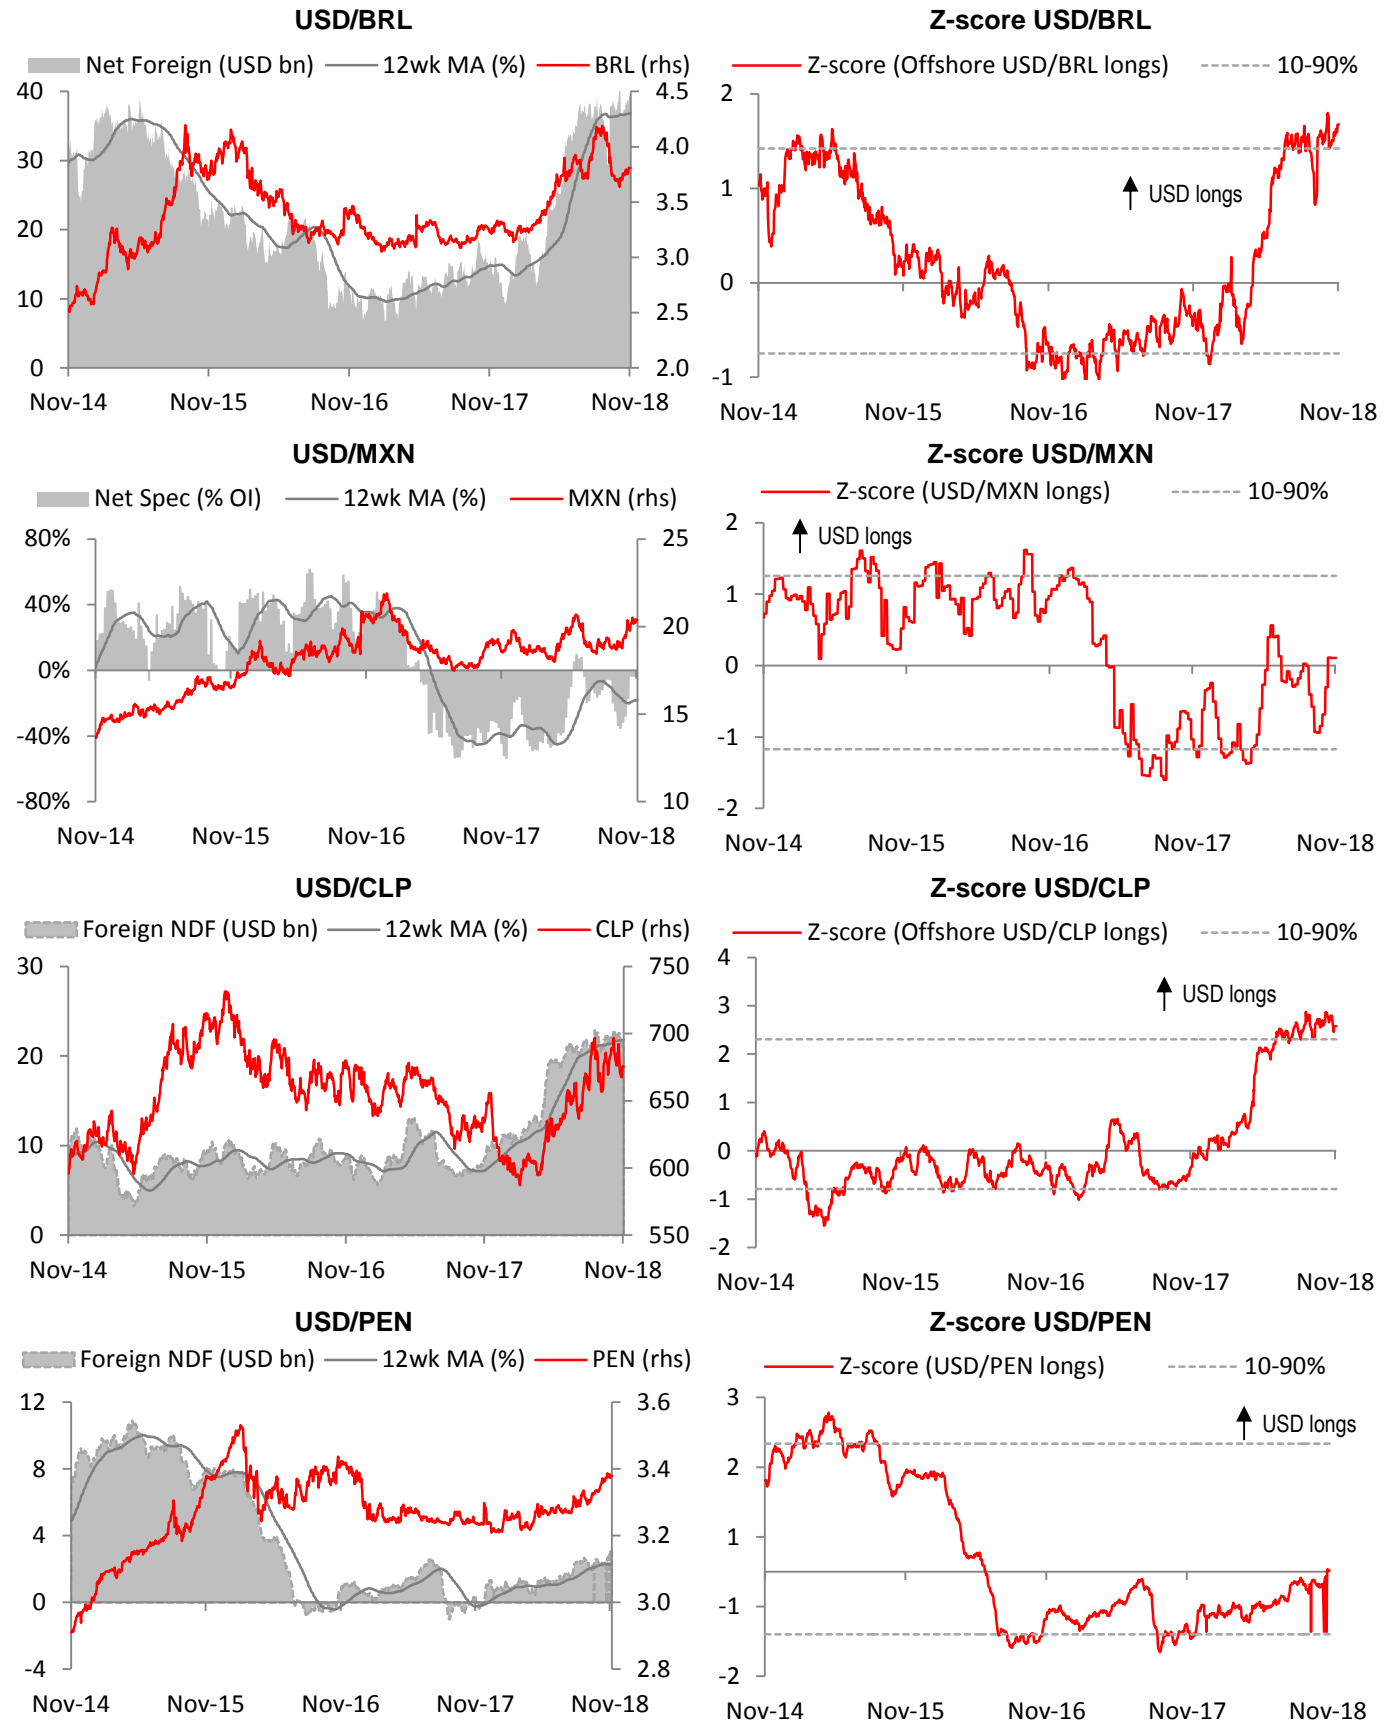 USD/BRL
Net Foreign (USD bn) 12wk MA (%) BRL (rhs)
40 4.5
4.0
30
3.5
20 3.0
10 2.5
0 2.0
Nov-14 Nov-15 Nov-16 Nov-17 Nov-18
Z-score USD/BRL
Z-score (Offshore USD/BRL longs) 10-90%
2
1
USD longs
0
-1
Nov-14 Nov-15 Nov-16 Nov-17 Nov-18
USD/MXN
Net Spec (% OI) 12wk MA (%) MXN (rhs)
80% 25
40% 20
0%
15
-40%
-80% 10
Nov-14 Nov-15 Nov-16 Nov-17 Nov-18
Z-score USD/MXN
Z-score (USD/MXN longs) 10-90%
2
USD longs
1
0
-1
-2
Nov-14 Nov-15 Nov-16 Nov-17 Nov-18
USD/CLP
Foreign NDF (USD bn) 12wk MA (%) CLP (rhs)
30 750
700
20
650
10
600
0 550
Nov-14 Nov-15 Nov-16 Nov-17 Nov-18
Z-score USD/CLP
Z-score (Offshore USD/CLP longs) 10-90%
4
3 USD longs
2
1
0
-1
-2
Nov-14 Nov-15 Nov-16 Nov-17 Nov-18
USD/PEN
Foreign NDF (USD bn) 12wk MA (%) PEN (rhs)
12 3.6
8 3.4
4 3.2
0 3.0
-4 2.8
Nov-14 Nov-15 Nov-16 Nov-17 Nov-18
Z-score USD/PEN
Z-score (USD/PEN longs) 10-90%
3
USD longs
2
1
-1
-2
Nov-14 Nov-15 Nov-16 Nov-17 Nov-18